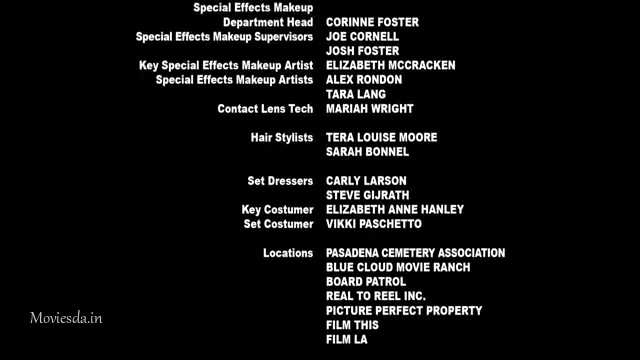 Special Effects Makeup
Department Head CORINNE FOSTER
Special Effects Makeup Supervisors JOE CORNELL
JOSH FOSTER
Key Special Effects Makeup Artist ELIZABETH MCCRACKEN
Special Effects Makeup Artists ALEX RONDON
TARA LANG
Contact Lens Tech MARIAH WRIGHT
Hair Stylists TERA LOUISE MOORE
SARAH BONNEL
Set Dressers CARLY LARSON
STEVE GIJRATH
Key Costumer ELIZABETH ANNE HANLEY
Set Costumer VIKKI PASCHETTO
Locations PASADENA CEMETERY ASSOCIATION
BLUE CLOUD MOVIE RANCH
BOARD PATROL
REAL TO REEL INC.
PICTURE PERFECT PROPERTY
FILM THIS
FILM LA
Moviesda.in